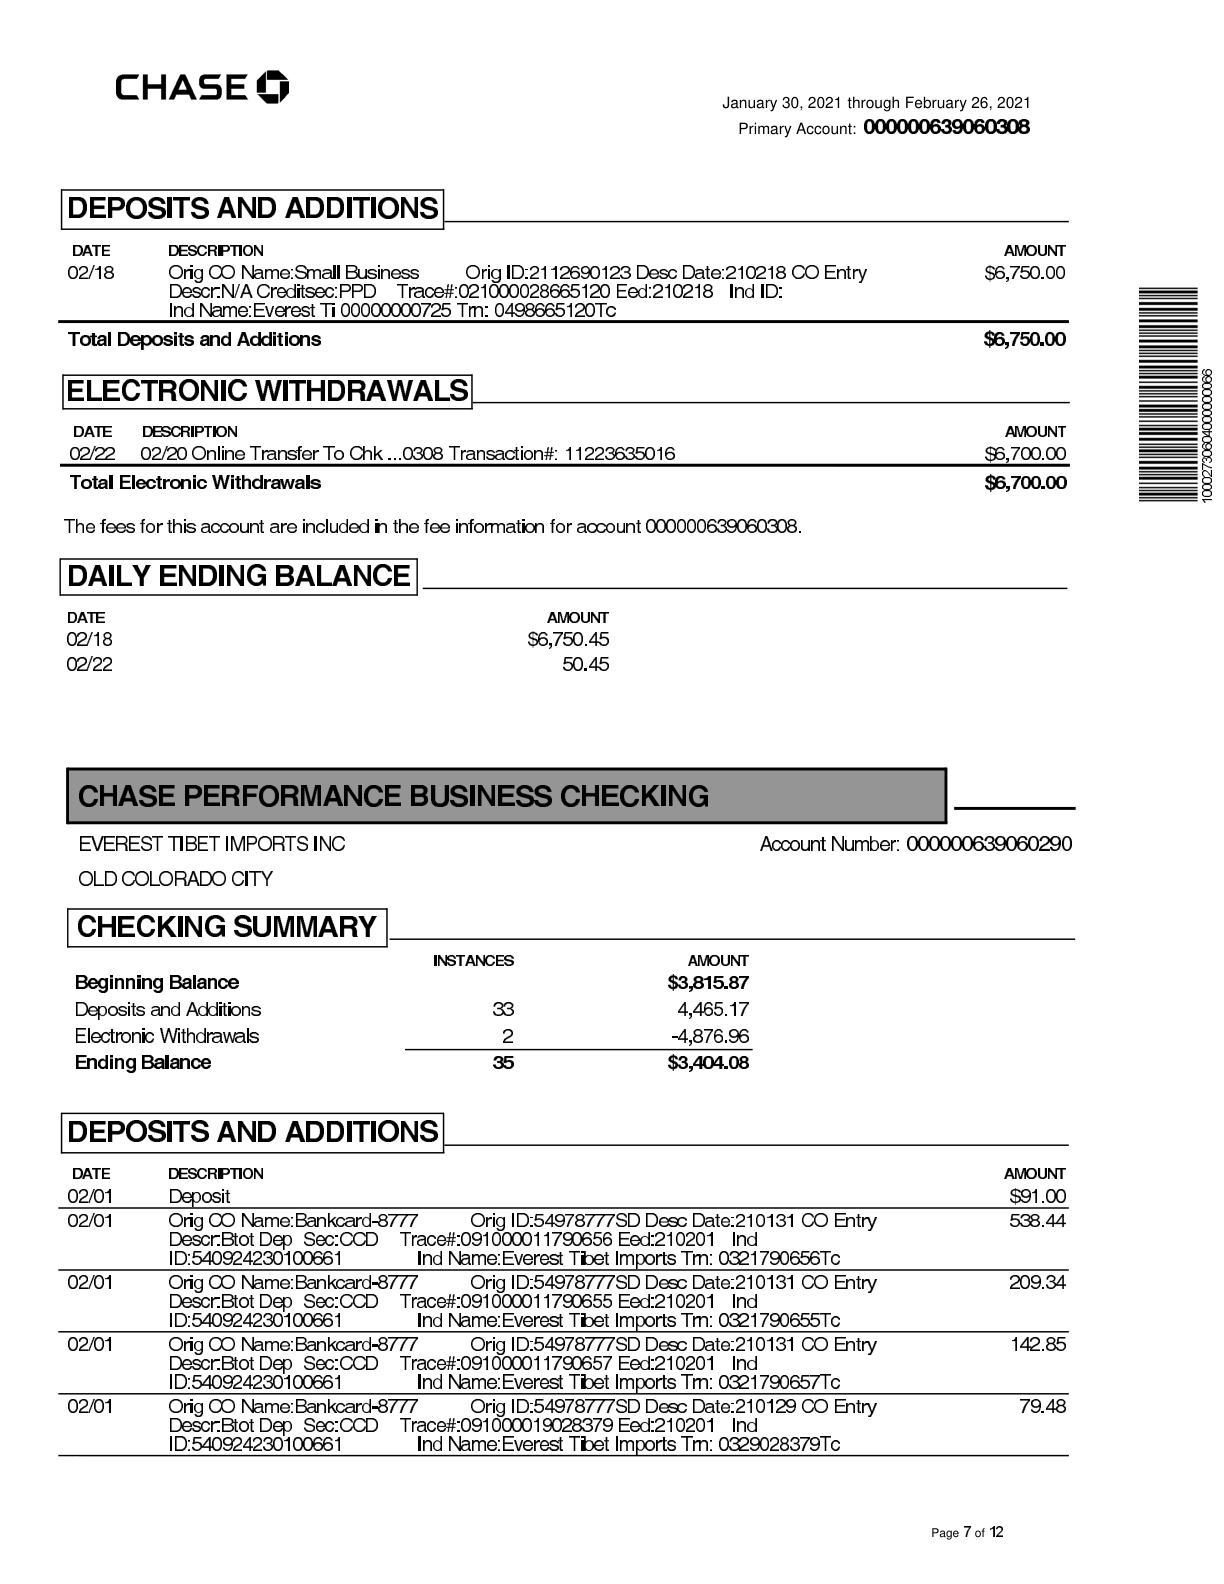 CHASE
January 30, 2021 through February 26, 2021
Primary Account: 000000639060308
DEPOSITS AND ADDITIONS
DATE DESCRIPTION AMOUNT
02/18 Orig CO Name:Small Business Orig ID:2112690123 Desc Date:210218 CO Entry $6,750.00
Descr:N/A Creditsec:PPD Trace#:021000028665120 Eed:210218 Ind ID:
Ind Name:Everest Ti 00000000725 Trn: 0498665120Tc
Total Deposits and Additions $6,750.00
10002730604000000066
ELECTRONIC WITHDRAWALS
DATE DESCRIPTION AMOUNT
02/22 02/20 Online Transfer To Chk ...0308 Transaction#: 11223635016 $6,700.00
Total Electronic Withdrawals $6,700.00
The fees for this account are included in the fee information for account 000000639060308.
DAILY ENDING BALANCE
DATE AMOUNT
02/18 $6,750.45
02/22 50.45
CHASE PERFORMANCE BUSINESS CHECKING
EVEREST TIBET IMPORTS INC Account Number: 000000639060290
OLD COLORADO CITY
CHECKING SUMMARY
INSTANCES AMOUNT
Beginning Balance $3,815.87
Deposits and Additions 33 4,465.17
Electronic Withdrawals 2 -4,876.96
Ending Balance 35 $3,404.08
DEPOSITS AND ADDITIONS
DATE DESCRIPTION AMOUNT
02/01 Deposit $91.00
02/01 Orig CO Name:Bankcard-8777 Orig ID:54978777SD Desc Date:210131 CO Entry 538.44
Descr:Btot Dep Sec:CCD Trace#:091000011790656 Eed:210201 Ind
ID:540924230100661 Ind Name:Everest Tibet Imports Trn: 0321790656Tc
02/01 Orig CO Name:Bankcard-8777 Orig ID:54978777SD Desc Date:210131 CO Entry 209.34
Descr:Btot Dep Sec:CCD Trace#:091000011790655 Eed:210201 Ind
ID:540924230100661 Ind Name:Everest Tibet Imports Trn: 0321790655Tc
02/01 Orig CO Name:Bankcard-8777 Orig ID:54978777SD Desc Date:210131 CO Entry 142.85
Descr:Btot Dep Sec:CCD Trace#:091000011790657 Eed:210201 Ind
ID:540924230100661 Ind Name:Everest Tibet Imports Trn: 0321790657Tc
02/01 Orig CO Name:Bankcard-8777 Orig ID:54978777SD Desc Date:210129 CO Entry 79.48
Descr:Btot Dep Sec:CCD Trace#:091000019028379 Eed:210201 Ind
ID:540924230100661 Ind Name:Everest Tibet Imports Trn: 0329028379Tc
Page 7 of 12